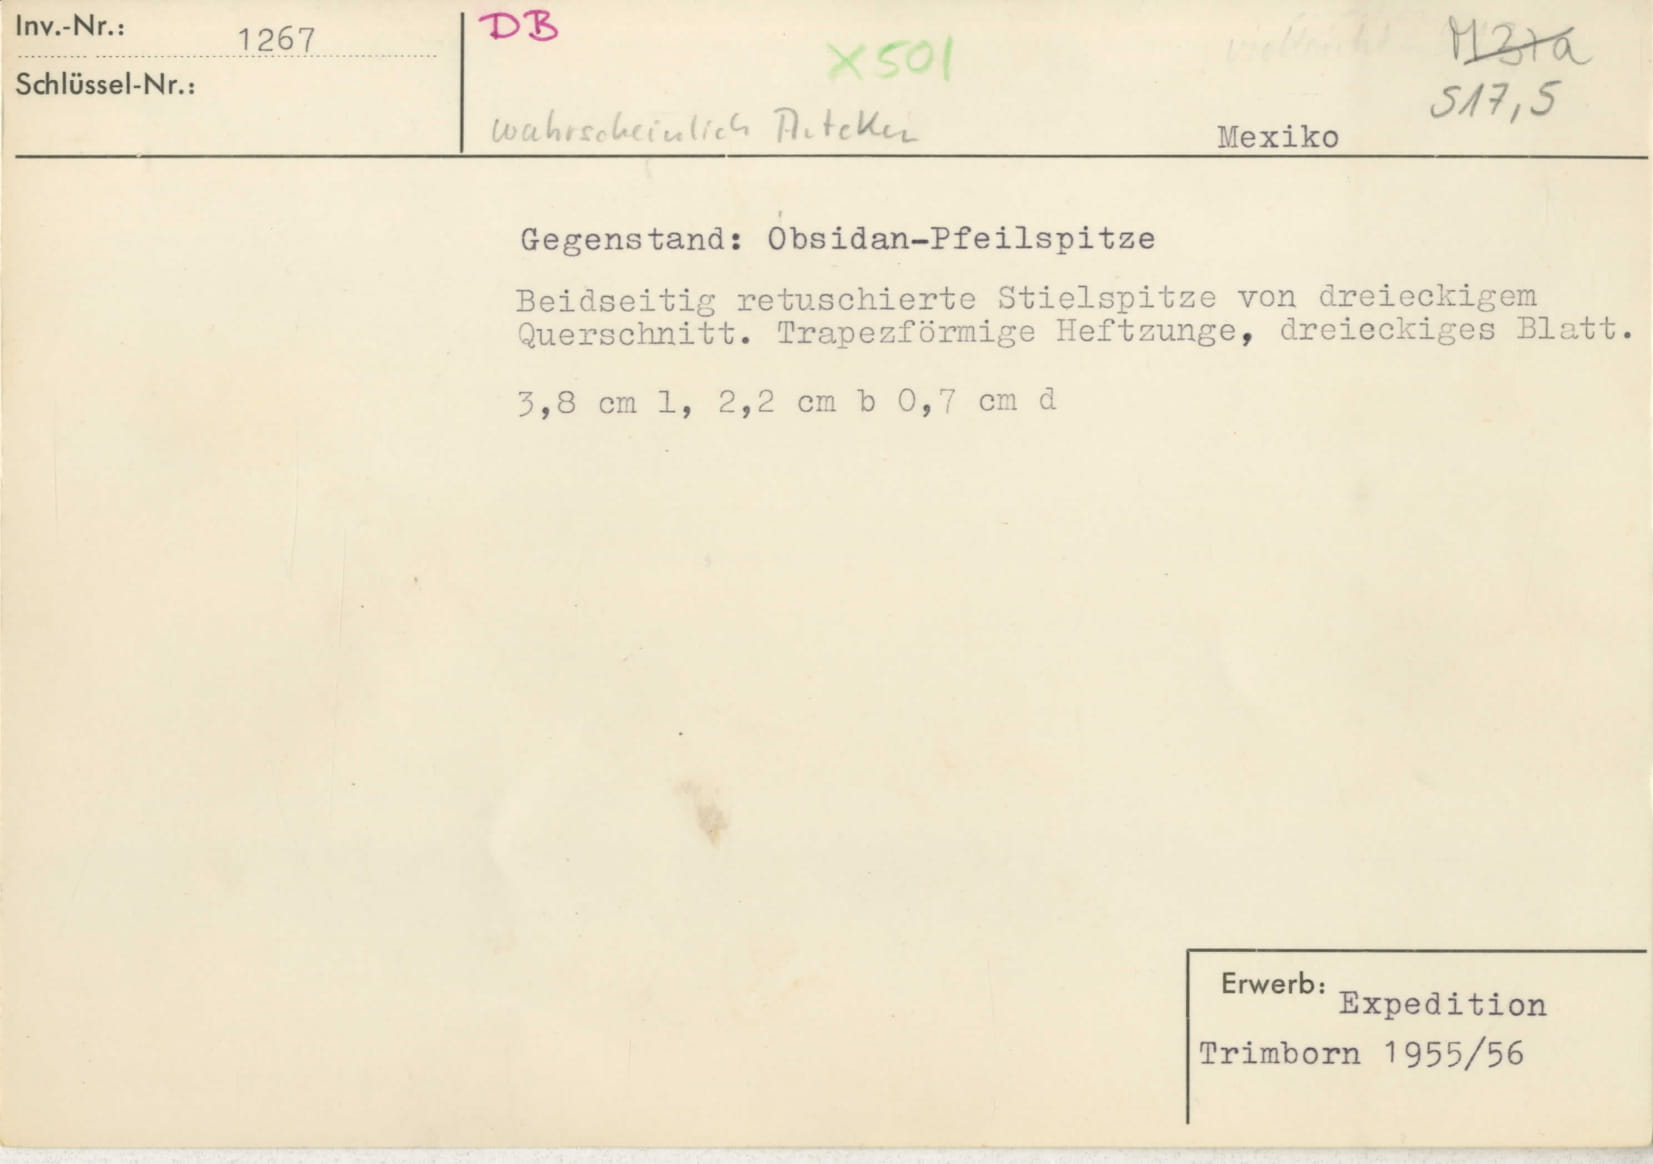 Inv.-Nr.: 1267
DB
X501
Schlüssel-Nr.:
S17,5
wahrscheinlich Azteken
Mexiko
Gegenstand: Obsidan-Pfeilspitze
Beidseitig retuschierte Stielspitze von dreieckigem
Querschnitt. Trapezförmige Heftzunge, dreieckiges Blatt.
3,8 cm l, 2,2 cm b 0,7 cm d
Erwerb: Expedition
Trimborn 1955/56